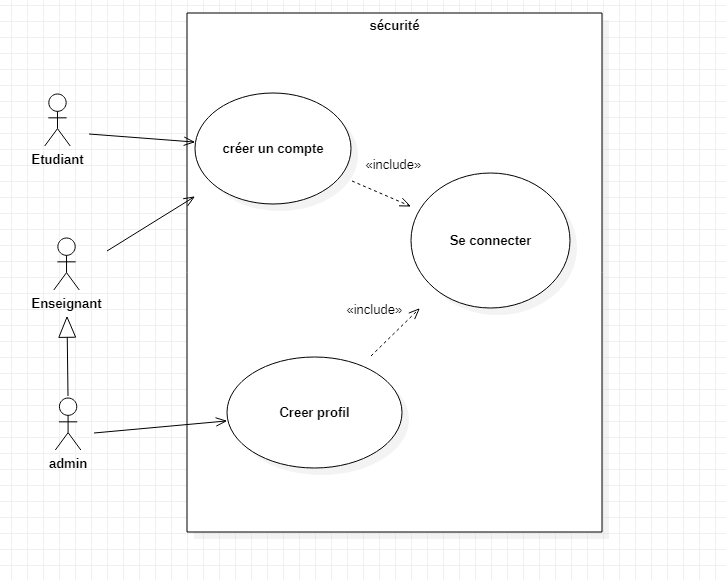 sécurité
Etudiant
créer un compte
«include»
Se connecter
Enseignant
«include»
Creer profil
admin